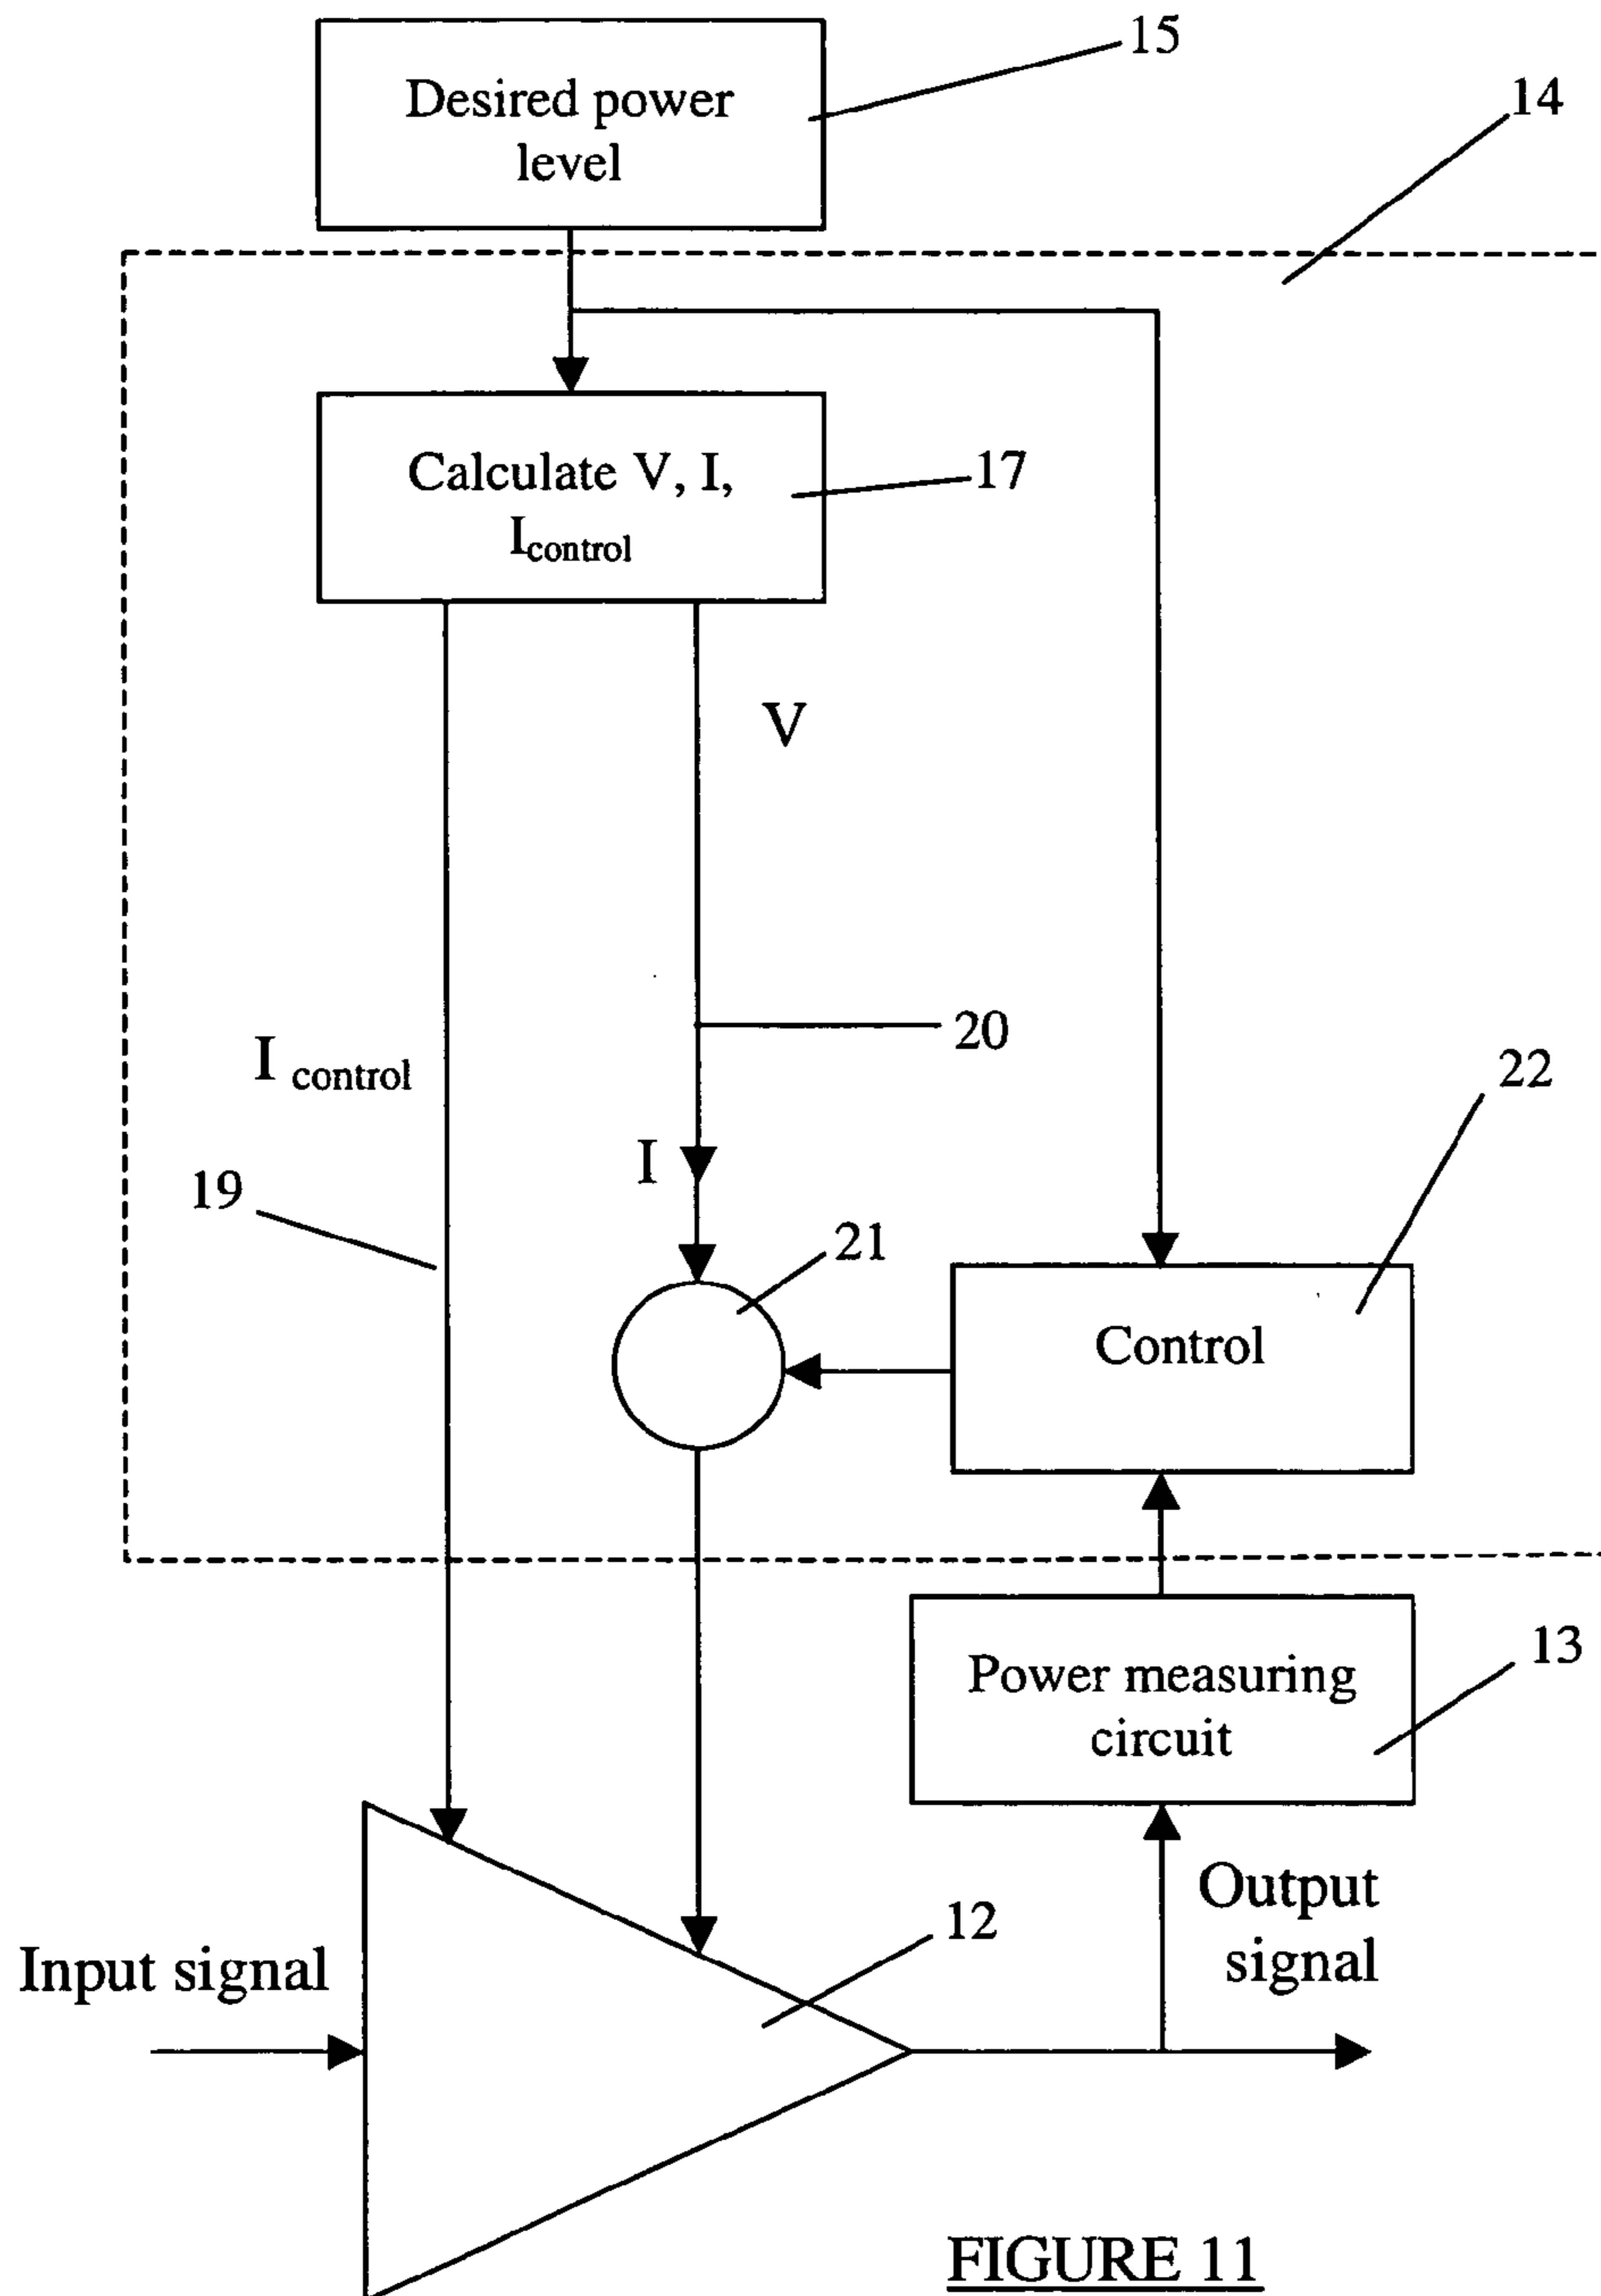 15
Desired power
level
14
Calculate V, I,
Icontrol
17
V
20
I control
22
I
19
21
Control
13
Power measuring
circuit
Output
signal
12
Input signal
FIGURE 11